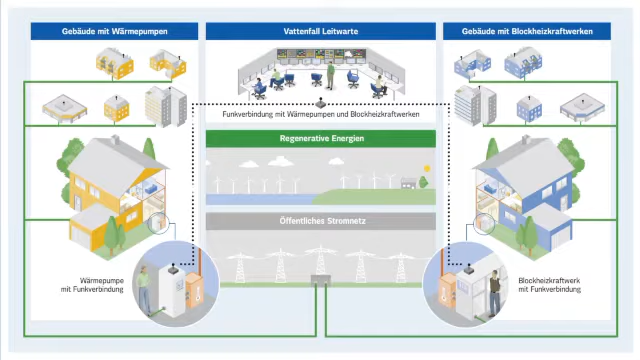 Gebäude mit Wärmepumpen
Vattenfall Leitwarte
Gebäude mit Blockheizkraftwerken
Funkverbindung mit Wärmepumpen und Blockheizkraftwerken
Regenerative Energien
Öffentliches Stromnetz
Wärmepumpe
mit Funkverbindung
Blockheizkraftwerk
mit Funkverbindung